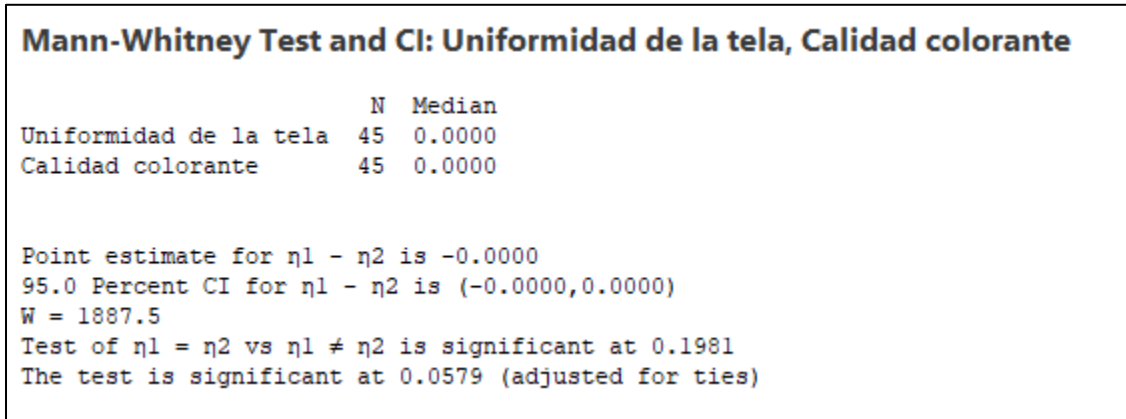 Mann-Whitney Test and CI: Uniformidad de la tela, Calidad colorante
N Median
Uniformidad de la tela 45 0.0000
Calidad colorante 45 0.0000
Point estimate for η1 - η2 is -0.0000
95.0 Percent CI for η1 - η2 is (-0.0000,0.0000)
W = 1887.5
Test of η1 = η2 vs η1 ≠ η2 is significant at 0.1981
The test is significant at 0.0579 (adjusted for ties)